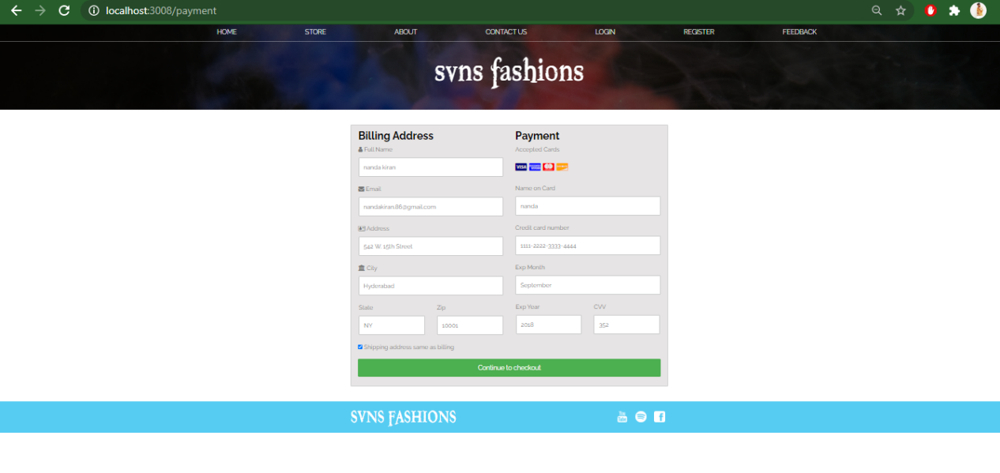 localhost:3008/payment
HOME STORE ABOUT CONTACT US LOGIN REGISTER FEEDBACK
svns fashions
Billing Address
Full Name
nanda kiran
Email
nandakiran.86@gmail.com
Address
542 W. 15th Street
City
Hyderabad
State Zip
NY 10001
Payment
Accepted Cards
VISA
Name on Card
nanda
Credit card number
1111-2222-3333-4444
Exp Month
September
Exp Year CVV
2018 352
Shipping address same as billing
Continue to checkout
SVNS FASHIONS